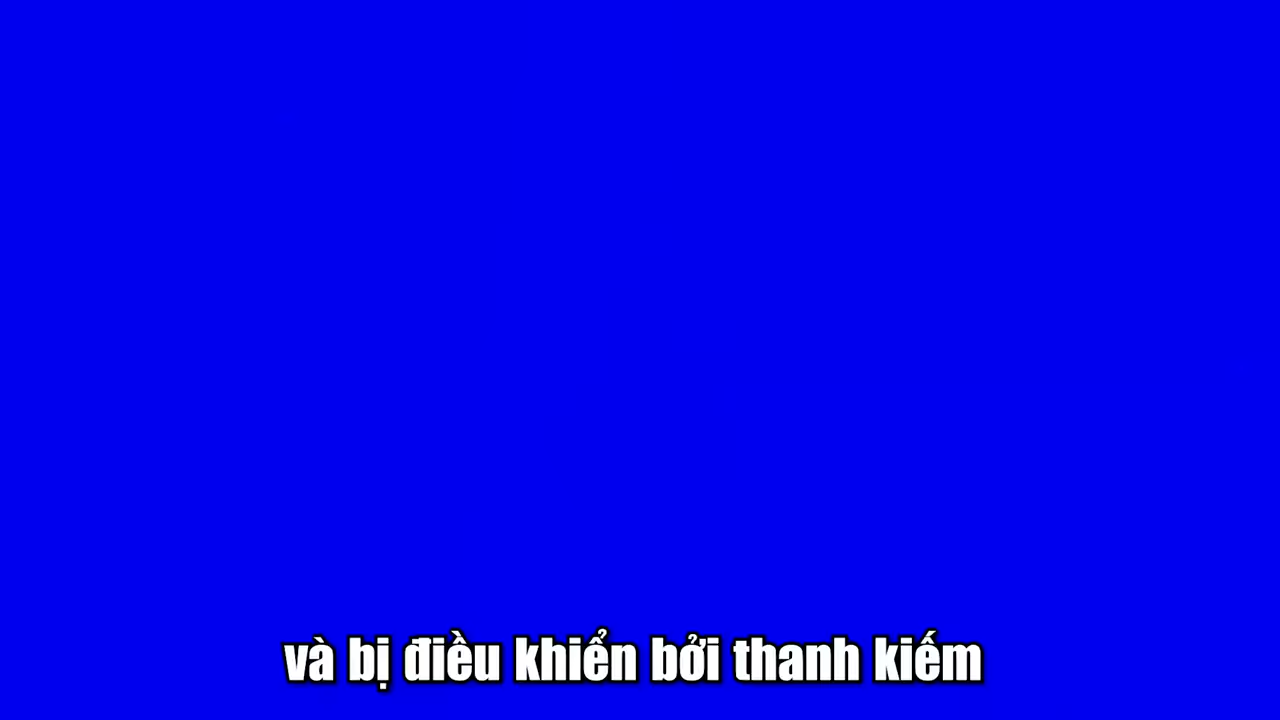 và bị điều khiển bởi thanh kiếm